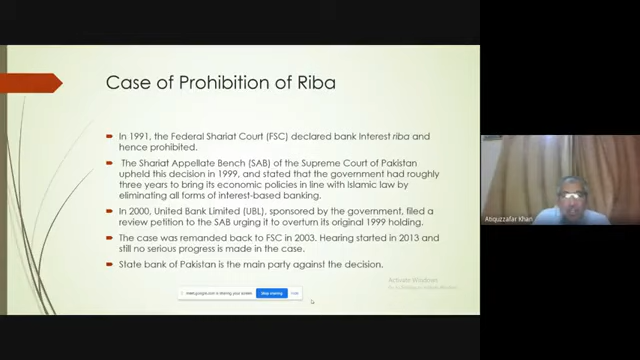 Case of Prohibition of Riba
In 1991, the Federal Shariat Court (FSC) declared bank interest riba and
hence prohibited.
The Shariat Appellate Bench (SAB) of the Supreme Court of Pakistan
upheld this decision in 1999, and stated that the government had roughly
three years to bring its economic policies in line with Islamic law by
eliminating all forms of interest-based banking.
In 2000, United Bank Limited (UBL), sponsored by the government, filed a
review petition to the SAB urging it to overturn its original 1999 holding.
The case was remanded back to FSC in 2003. Hearing started in 2013 and
still no serious progress is made in the case.
State bank of Pakistan is the main party against the decision.
Activate Windows
meet.google.com is sharing your screen.
Stop sharing
Hide
Atiquzzafar Khan